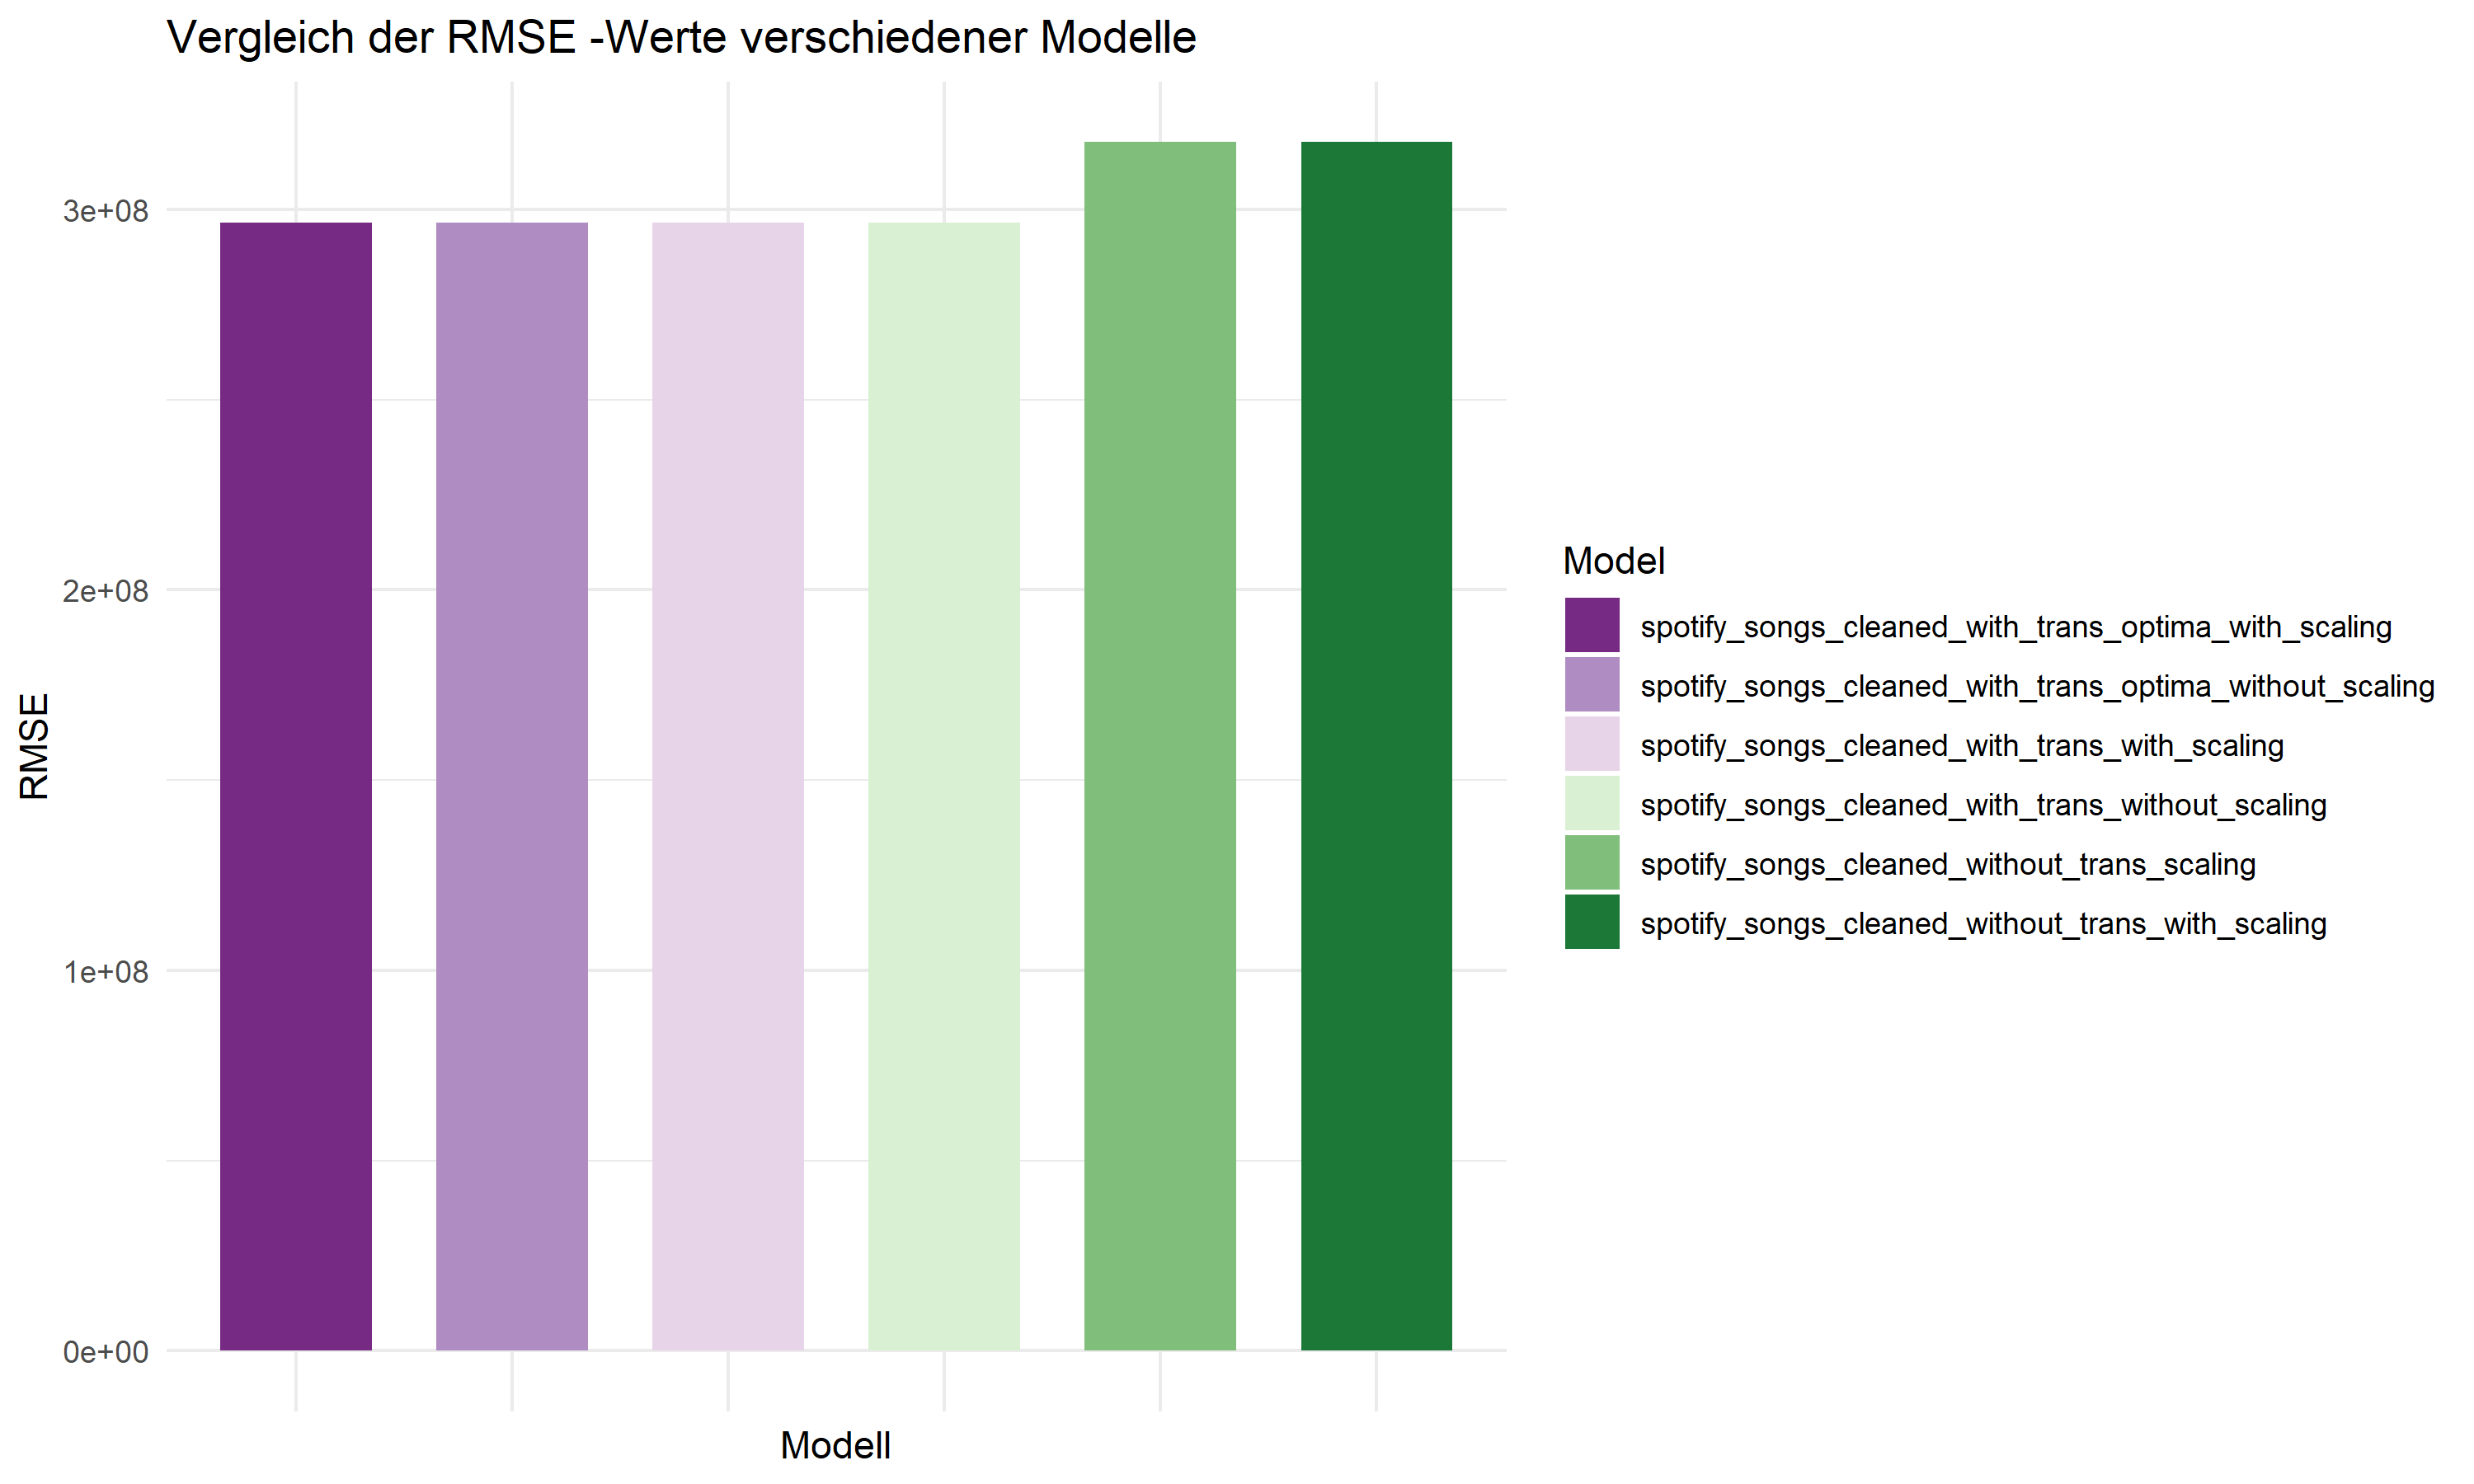 Vergleich der RMSE -Werte verschiedener Modelle
3e+08
2e+08
1e+08
0e+00
RMSE
Modell
Model
spotify_songs_cleaned_with_trans_optima_with_scaling
spotify_songs_cleaned_with_trans_optima_without_scaling
spotify_songs_cleaned_with_trans_with_scaling
spotify_songs_cleaned_with_trans_without_scaling
spotify_songs_cleaned_without_trans_scaling
spotify_songs_cleaned_without_trans_with_scaling